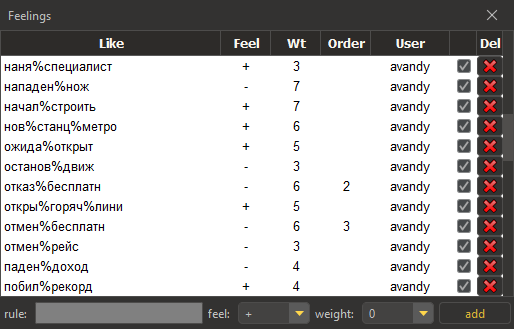 Feelings
Like Feel Wt Order User Del
наня%специалист + 3 avandy
нападен%нож - 7 avandy
начал%строить + 7 avandy
нов%станц%метро + 6 avandy
ожида%открыт + 5 avandy
останов%движ - 3 avandy
отказ%бесплатн - 6 2 avandy
откры%горяч%лини + 5 avandy
отмен%бесплатн - 6 3 avandy
отмен%рейс - 3 avandy
паден%доход - 4 avandy
побил%рекорд + 4 avandy
rule: feel: + weight: 0 add